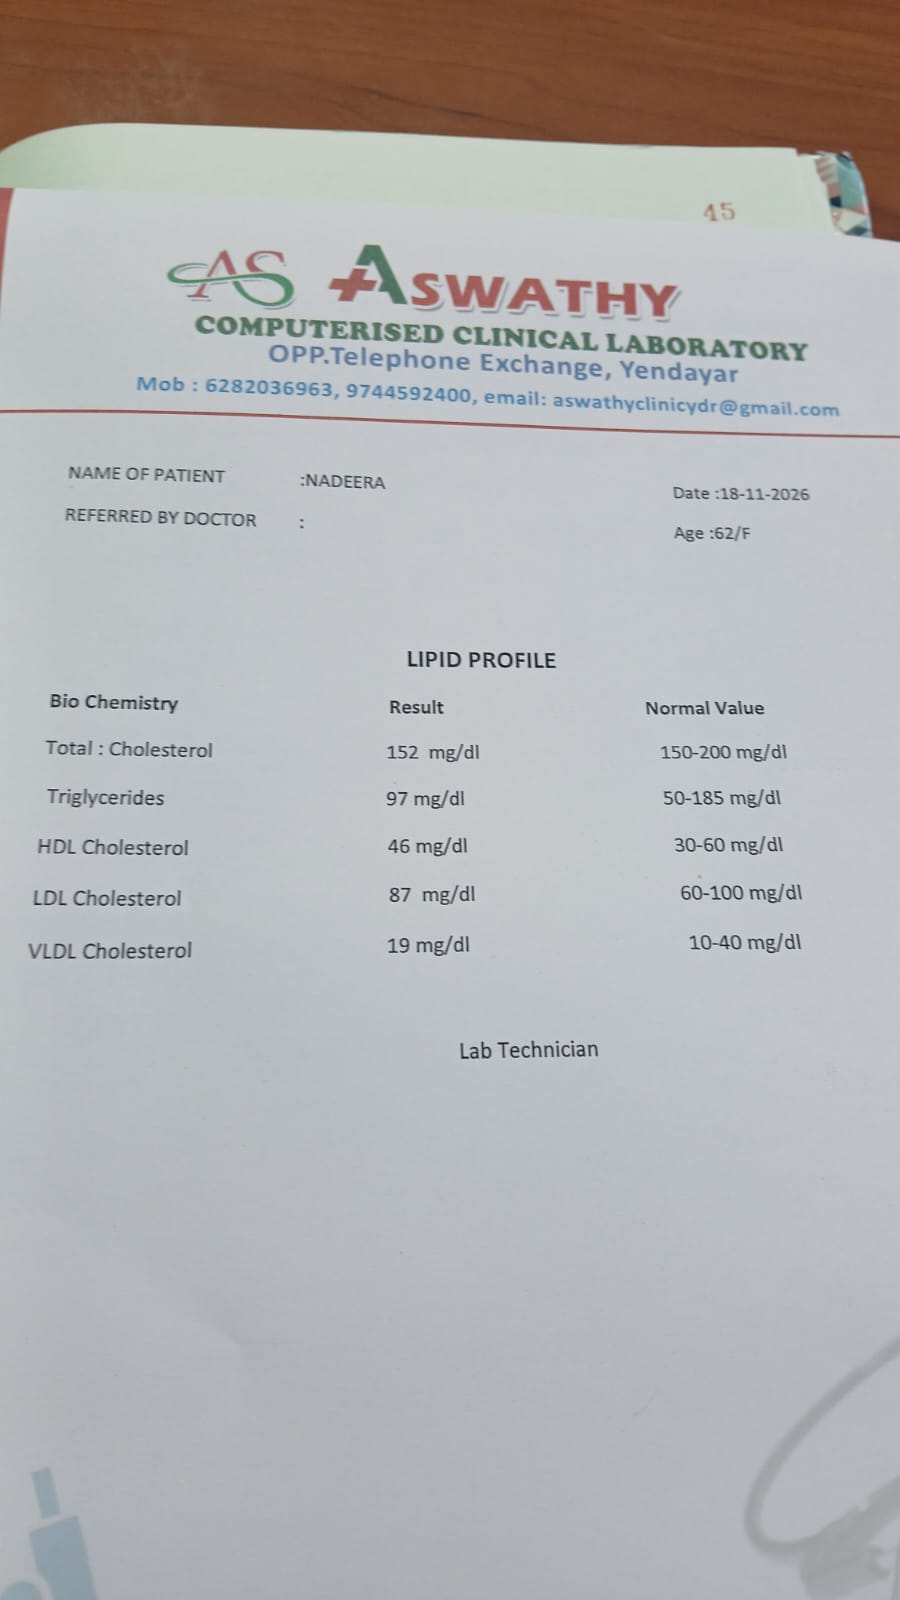 45
AS ASWATHY
COMPUTERISED CLINICAL LABORATORY
OPP.Telephone Exchange, Yendayar
Mob : 6282036963, 9744592400, email: aswathyclinicydr@gmail.com
NAME OF PATIENT :NADEERA Date :18-11-2026
REFERRED BY DOCTOR : Age :62/F
LIPID PROFILE
Bio Chemistry Result Normal Value
Total : Cholesterol 152 mg/dl 150-200 mg/dl
Triglycerides 97 mg/dl 50-185 mg/dl
HDL Cholesterol 46 mg/dl 30-60 mg/dl
LDL Cholesterol 87 mg/dl 60-100 mg/dl
VLDL Cholesterol 19 mg/dl 10-40 mg/dl
Lab Technician